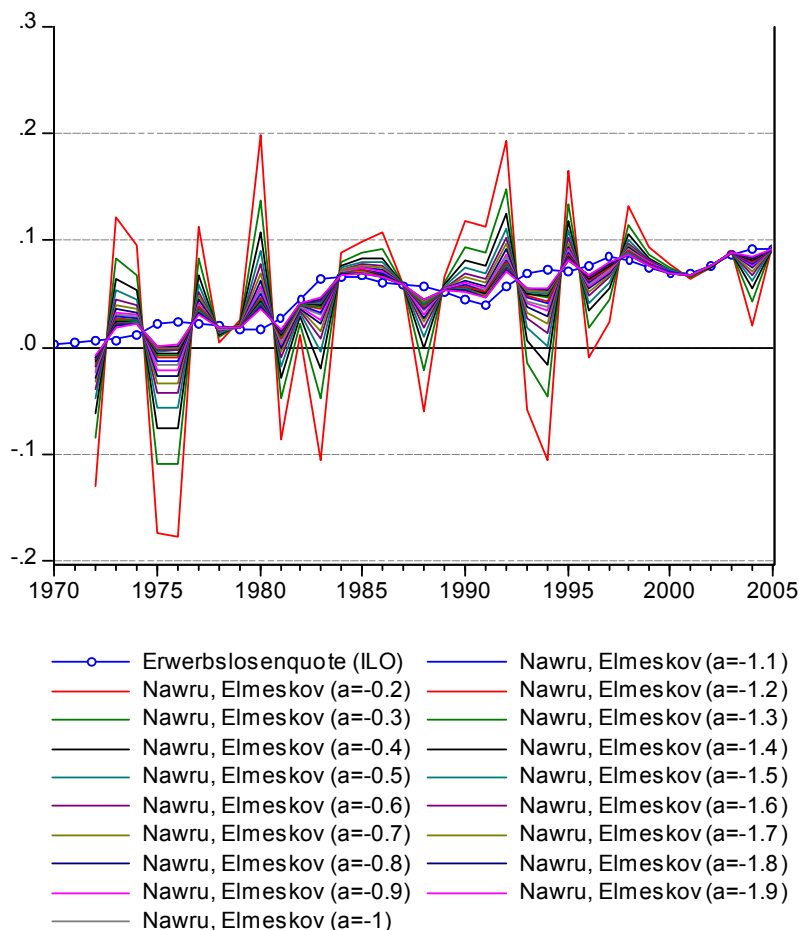 .3
.2
.1
.0
-.1
-.2
1970 1975 1980 1985 1990 1995 2000 2005
Erwerbslosenquote (ILO) Nawru, Elmeskov (a=-1.1)
Nawru, Elmeskov (a=-0.2) Nawru, Elmeskov (a=-1.2)
Nawru, Elmeskov (a=-0.3) Nawru, Elmeskov (a=-1.3)
Nawru, Elmeskov (a=-0.4) Nawru, Elmeskov (a=-1.4)
Nawru, Elmeskov (a=-0.5) Nawru, Elmeskov (a=-1.5)
Nawru, Elmeskov (a=-0.6) Nawru, Elmeskov (a=-1.6)
Nawru, Elmeskov (a=-0.7) Nawru, Elmeskov (a=-1.7)
Nawru, Elmeskov (a=-0.8) Nawru, Elmeskov (a=-1.8)
Nawru, Elmeskov (a=-0.9) Nawru, Elmeskov (a=-1.9)
Nawru, Elmeskov (a=-1)